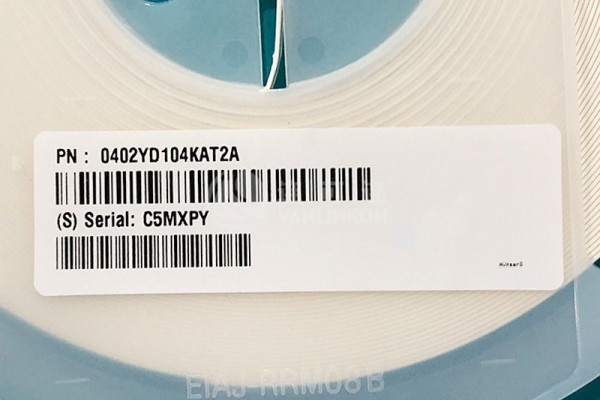 PN : 0402YD104KAT2A
(S) Serial: C5MXPY
EIAJ-RRM08B